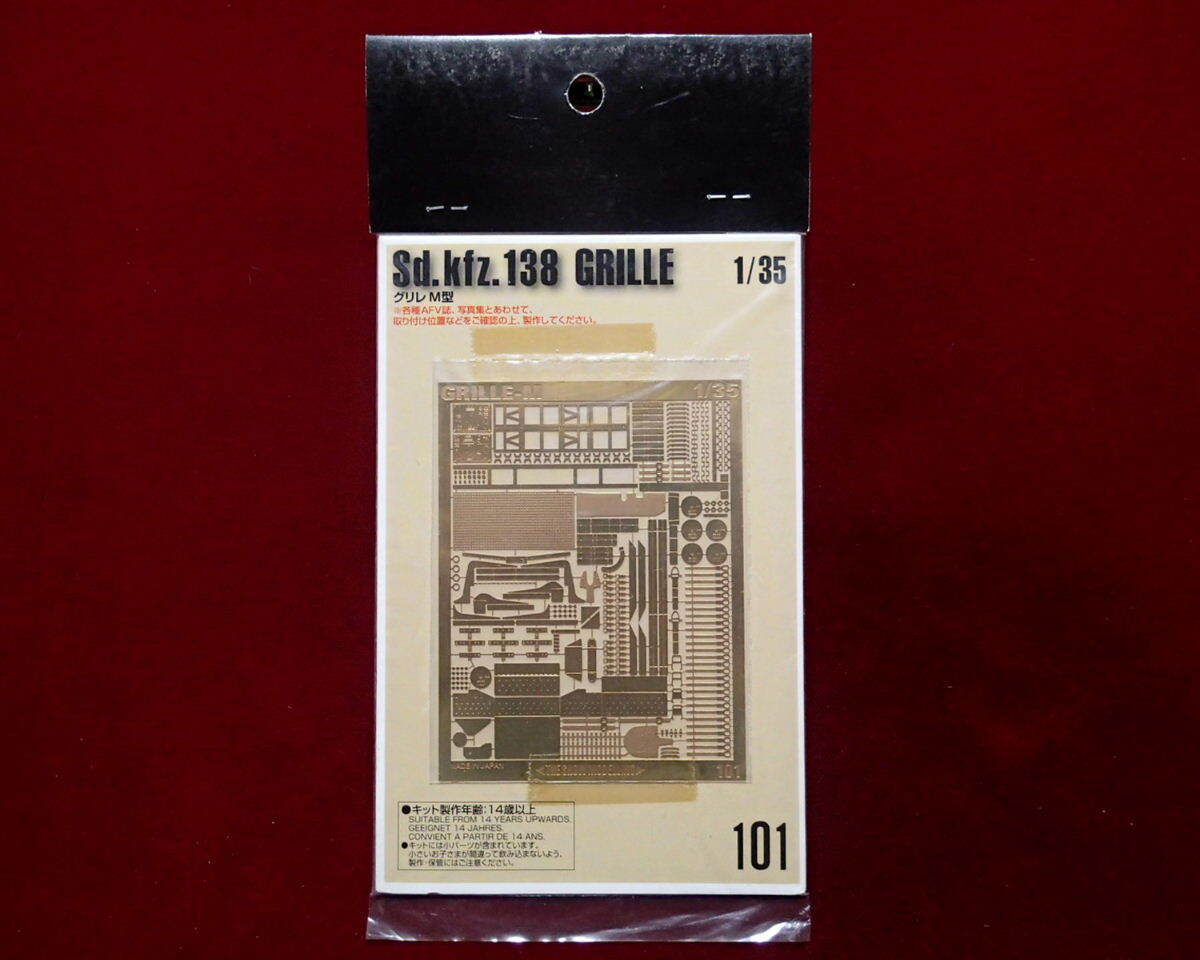 Sd.kfz.138 GRILLE 1/35
グリレ M型
※各種AFV誌、写真集とあわせて、
取り付け位置などをご確認の上、製作してください。
GRILLE-M 1/35
MADE IN JAPAN
101
●キット製作年齢:14歳以上
SUITABLE FROM 14 YEARS UPWARDS.
GEEIGNET 14 JAHRES.
CONVIENT A PARTIR DE 14 ANS.
●キットには小パーツが含まれています。
小さいお子さまが間違って飲み込まないよう、
製作・保管にはご注意ください。
101